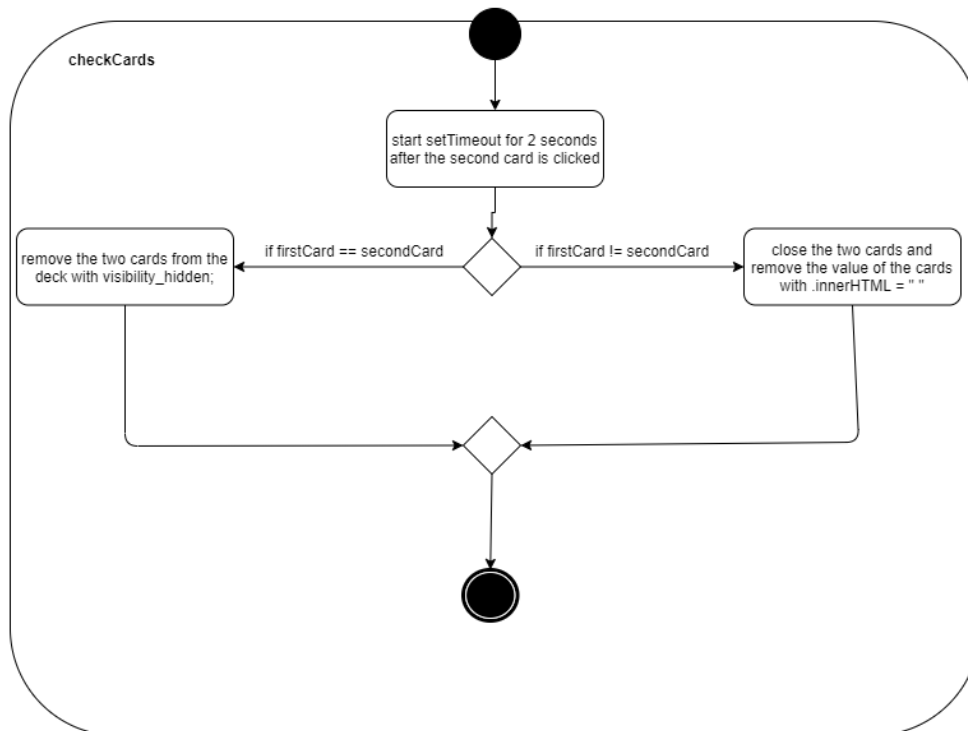 checkCards
start setTimeout for 2 seconds
after the second card is clicked
if firstCard == secondCard
if firstCard != secondCard
remove the two cards from the
deck with visibility_hidden;
close the two cards and
remove the value of the cards
with .innerHTML = " "